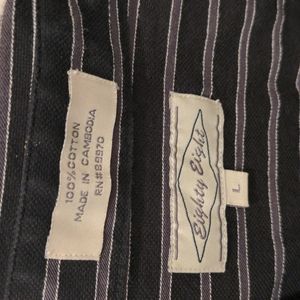 100% COTTON
MADE IN CAMBODIA
RN#89970
Eighty Eight
L